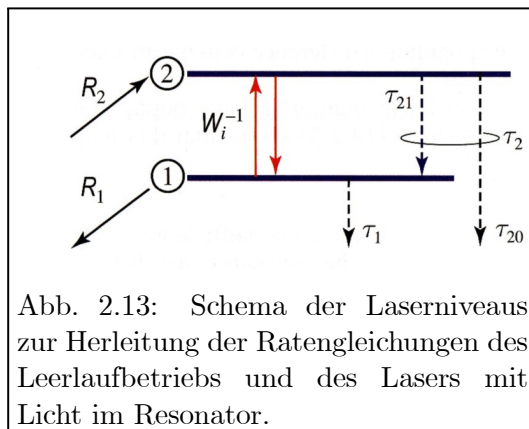 R₂
2
Wᵢ⁻¹
τ₂₁
τ₂
R₁
1
τ₁
τ₂₀
Abb. 2.13: Schema der Laserniveaus
zur Herleitung der Ratengleichungen des
Leerlaufbetriebs und des Lasers mit
Licht im Resonator.